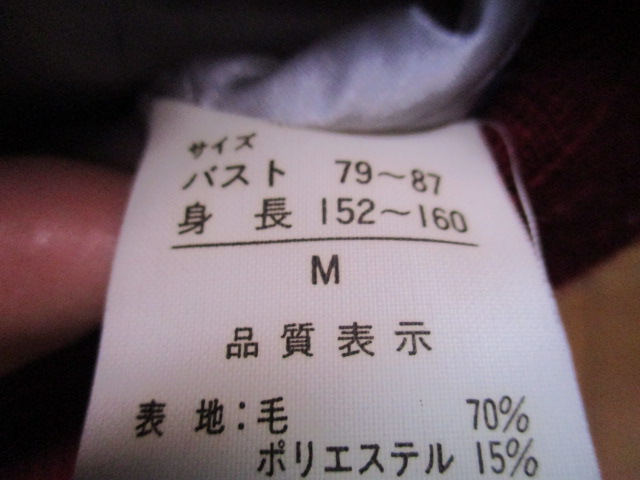 サイズ
バスト 79〜87
身長 152〜160
M
品質表示
表地:毛 70%
ポリエステル 15%